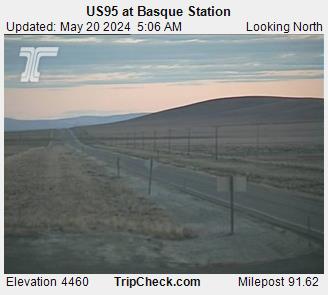 US95 at Basque Station
Updated: May 20 2024 5:06 AM Looking North
Elevation 4460 TripCheck.com Milepost 91.62